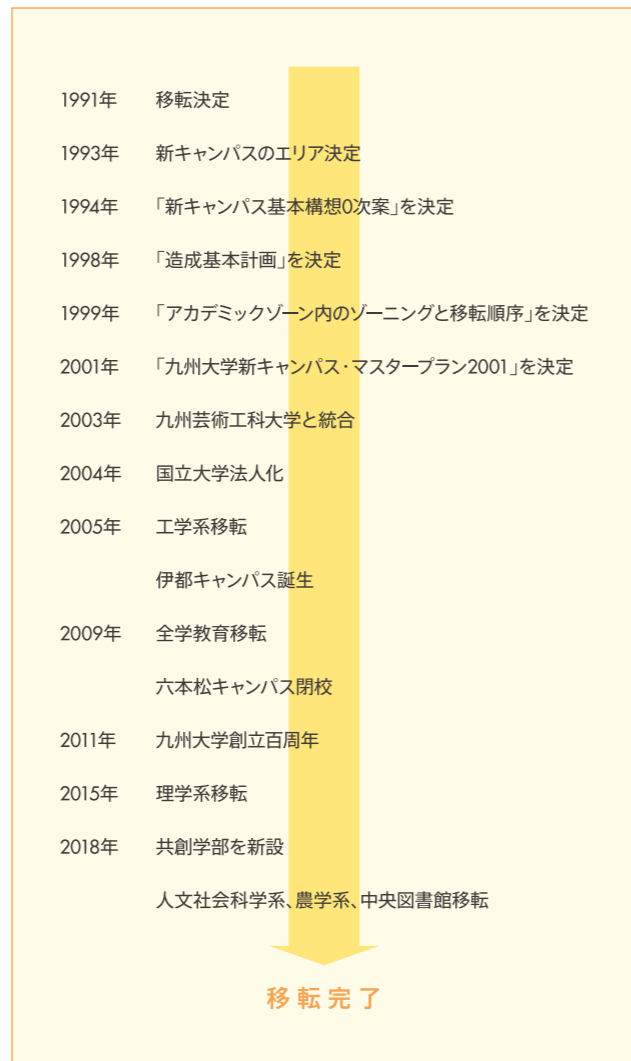 1991年 移転決定
1993年 新キャンパスのエリア決定
1994年 「新キャンパス基本構想0次案」を決定
1998年 「造成基本計画」を決定
1999年 「アカデミックゾーン内のゾーニングと移転順序」を決定
2001年 「九州大学新キャンパス・マスタープラン2001」を決定
2003年 九州芸術工科大学と統合
2004年 国立大学法人化
2005年 工学系移転
伊都キャンパス誕生
2009年 全学教育移転
六本松キャンパス閉校
2011年 九州大学創立百周年
2015年 理学系移転
2018年 共創学部を新設
人文社会科学系、農学系、中央図書館移転
移転完了